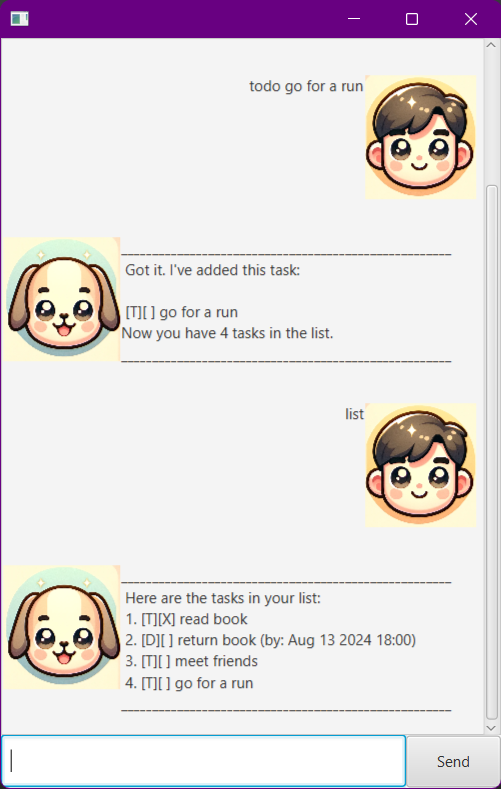 todo go for a run
____________________________________________
Got it. I've added this task:
[T][ ] go for a run
Now you have 4 tasks in the list.
____________________________________________
list
____________________________________________
Here are the tasks in your list:
1. [T][X] read book
2. [D][ ] return book (by: Aug 13 2024 18:00)
3. [T][ ] meet friends
4. [T][ ] go for a run
____________________________________________
Send